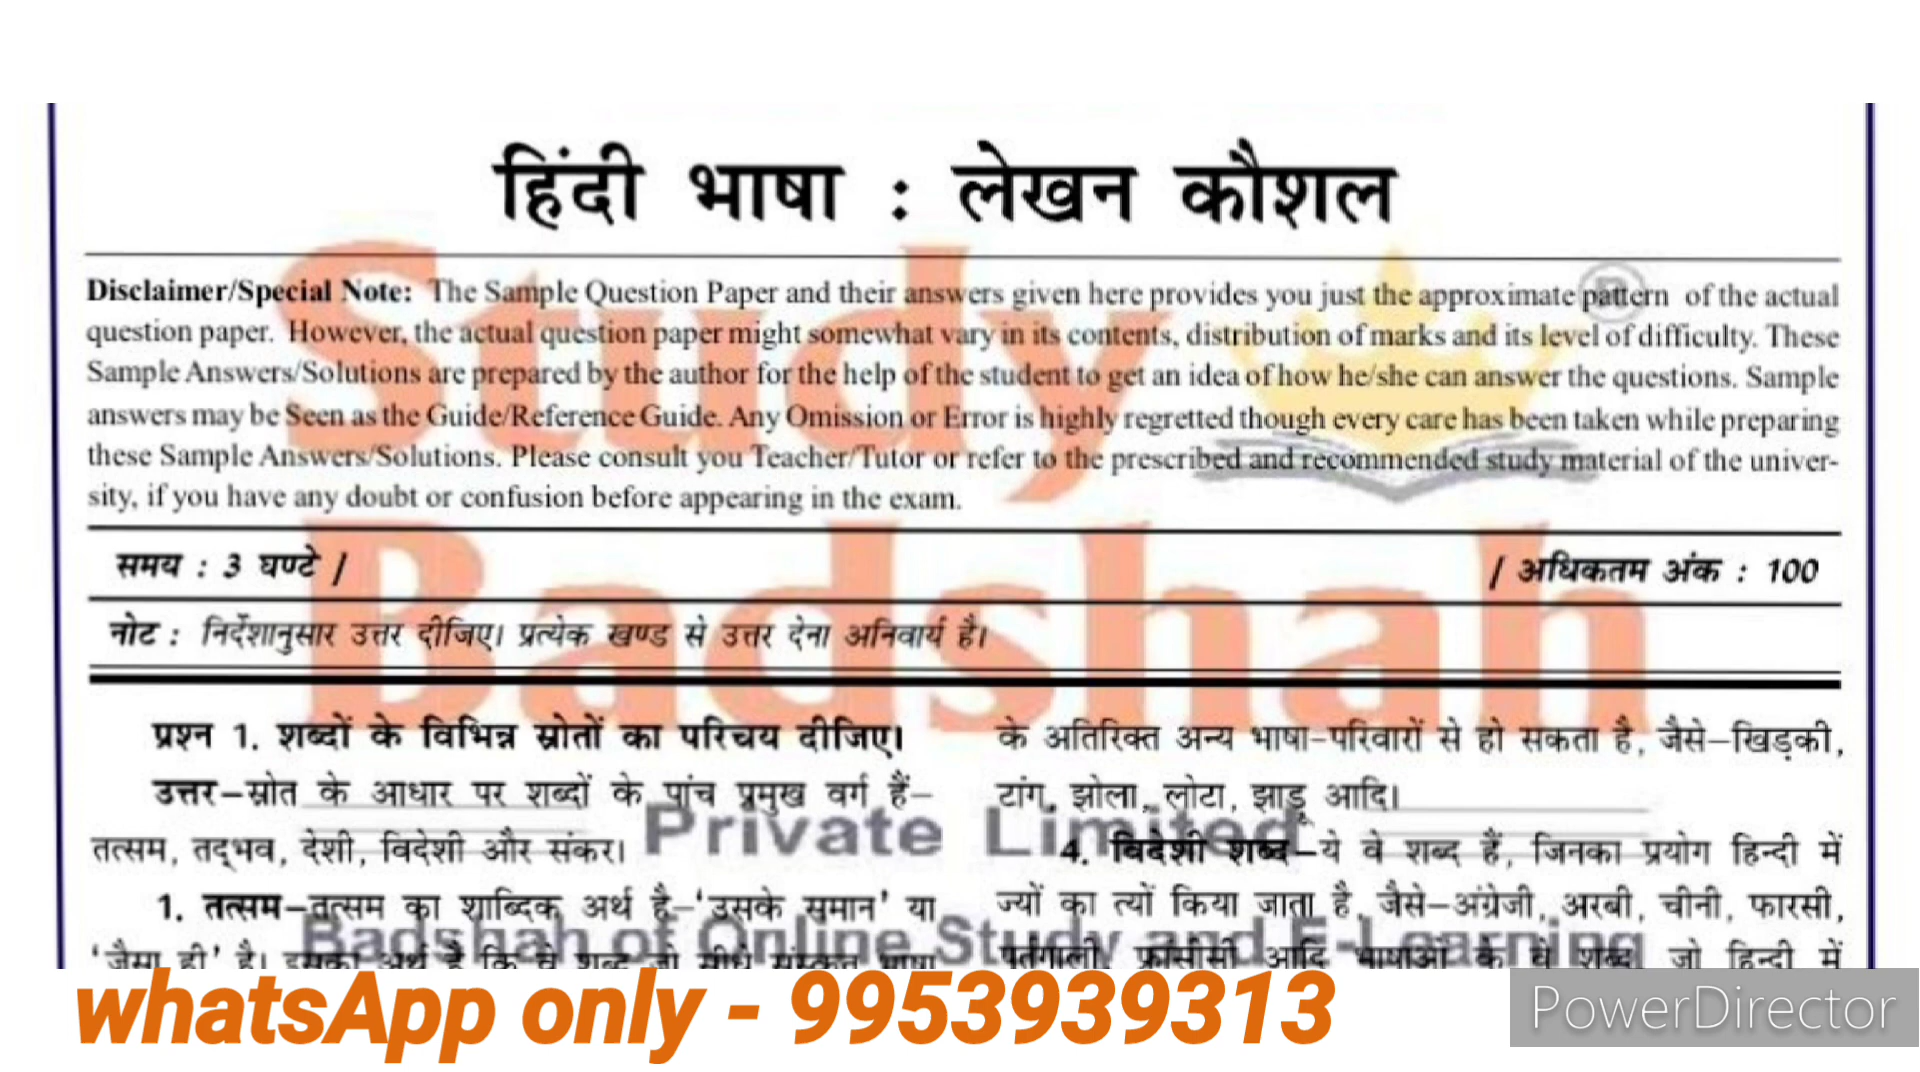 हिंदी भाषा : लेखन कौशल
Disclaimer/Special Note: The Sample Question Paper and their answers given here provides you just the approximate pattern of the actual
question paper. However, the actual question paper might somewhat vary in its contents, distribution of marks and its level of difficulty. These
Sample Answers/Solutions are prepared by the author for the help of the student to get an idea of how he/she can answer the questions. Sample
answers may be Seen as the Guide/Reference Guide. Any Omission or Error is highly regretted though every care has been taken while preparing
these Sample Answers/Solutions. Please consult you Teacher/Tutor or refer to the prescribed and recommended study material of the univer-
sity, if you have any doubt or confusion before appearing in the exam.
समय : 3 घण्टे /
/ अधिकतम अंक : 100
नोट : निर्देशानुसार उत्तर दीजिए। प्रत्येक खण्ड से उत्तर देना अनिवार्य है।
प्रश्न 1. शब्दों के विभिन्न स्रोतों का परिचय दीजिए।
उत्तर–स्रोत के आधार पर शब्दों के पांच प्रमुख वर्ग हैं–
तत्सम, तद्भव, देशी, विदेशी और संकर।
1. तत्सम–तत्सम का शाब्दिक अर्थ है–‘उसके समान’ या
‘जैसा ही’ है। इसका अर्थ है कि वे शब्द जो सीधे संस्कृत भाषा
के अतिरिक्त अन्य भाषा-परिवारों से हो सकता है, जैसे–खिड़की,
टांग, झोला, लोटा, झाड़ू आदि।
4. विदेशी शब्द–ये वे शब्द हैं, जिनका प्रयोग हिन्दी में
ज्यों का त्यों किया जाता है, जैसे–अंग्रेजी, अरबी, चीनी, फारसी,
पुर्तगाली, फ्रांसीसी आदि भाषाओं के वे शब्द जो हिन्दी में
Study
®
Badshah
Private Limited
Badshah of Online Study and E-Learning
whatsApp only - 9953939313
PowerDirector